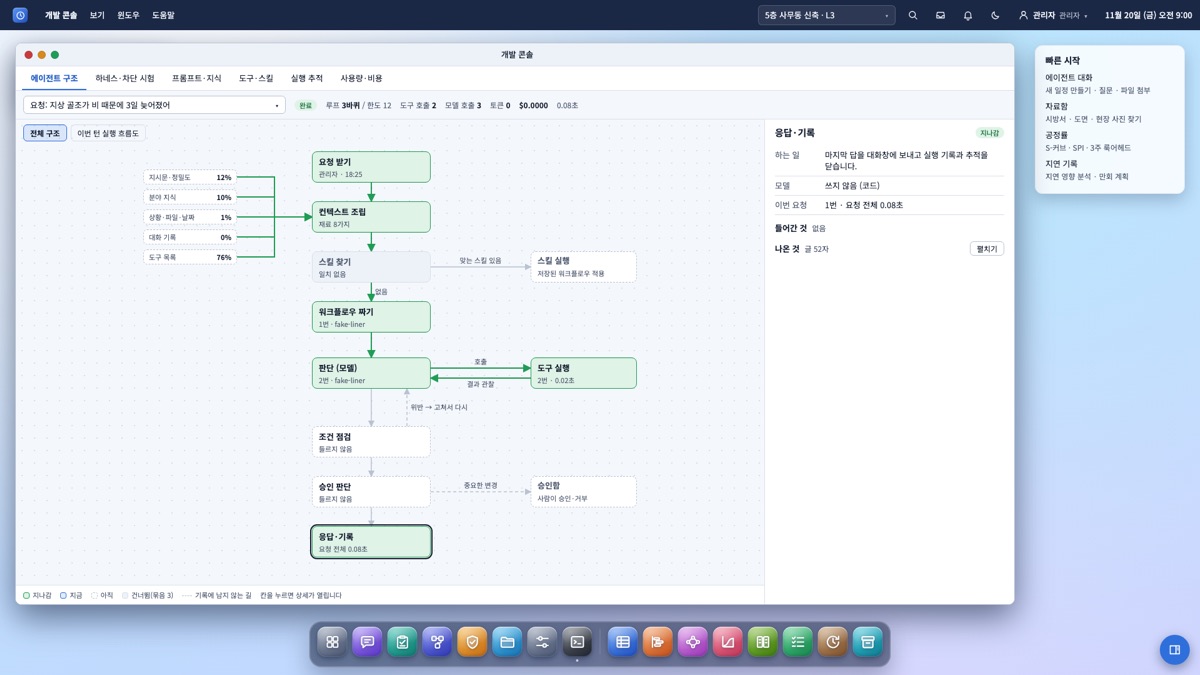 개발 콘솔 보기 윈도우 도움말
5층 사무동 신축 · L3
관리자 관리자
11월 20일 (금) 오전 9:00
개발 콘솔
에이전트 구조 하네스·차단 시험 프롬프트·지식 도구·스킬 실행 추적 사용량·비용
요청: 지상 골조가 비 때문에 3일 늦어졌어
완료 루프 3바퀴 / 한도 12 도구 호출 2 모델 호출 3 토큰 0 $0.0000 0.08초
전체 구조 이번 턴 실행 흐름도
지시문·정밀도 12%
분야 지식 10%
상황·파일·날짜 1%
대화 기록 0%
도구 목록 76%
요청 받기
관리자 · 18:25
컨텍스트 조립
재료 8가지
스킬 찾기
일치 없음
맞는 스킬 있음
스킬 실행
저장된 워크플로우 적용
없음
워크플로우 짜기
1번 · fake-liner
판단 (모델)
2번 · fake-liner
호출
결과 관찰
도구 실행
2번 · 0.02초
위반 → 고쳐서 다시
조건 점검
들르지 않음
승인 판단
들르지 않음
중요한 변경
승인함
사람이 승인·거부
응답·기록
요청 전체 0.08초
지나감 지금 아직 건너뜀(묶음 3) 기록에 남지 않는 길 칸을 누르면 상세가 열립니다
응답·기록 지나감
하는 일 마지막 답을 대화창에 보내고 실행 기록과 추적을
닫습니다.
모델 쓰지 않음 (코드)
이번 요청 1번 · 요청 전체 0.08초
들어간 것 없음
나온 것 글 52자 펼치기
빠른 시작
에이전트 대화
새 일정 만들기 · 질문 · 파일 첨부
자료함
시방서 · 도면 · 현장 사진 찾기
공정률
S-커브 · SPI · 3주 룩어헤드
지연 기록
지연 영향 분석 · 만회 계획